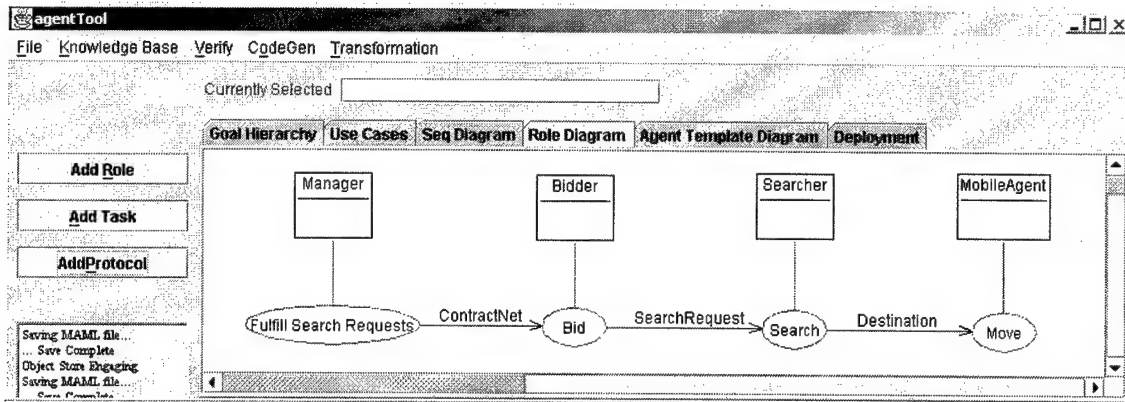 agentTool
File Knowledge Base Verify CodeGen Transformation
Currently Selected
Goal Hierarchy Use Cases Seq Diagram Role Diagram Agent Template Diagram Deployment
Add Role
Add Task
AddProtocol
Manager Bidder Searcher MobileAgent
Fulfill Search Requests ContractNet Bid SearchRequest Search Destination Move
Saving MAML file...
... Save Complete
Object Store Engaging
Saving MAML file...
... Save Complete